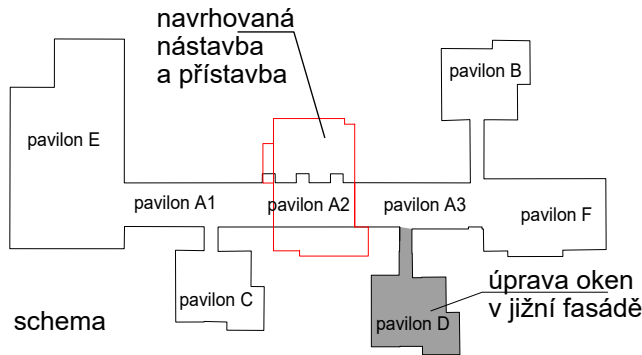 navrhovaná
nástavba
a přístavba
pavilon B
pavilon E
pavilon A1
pavilon A2
pavilon A3
pavilon F
pavilon C
úprava oken
v jižní fasádě
schema
pavilon D